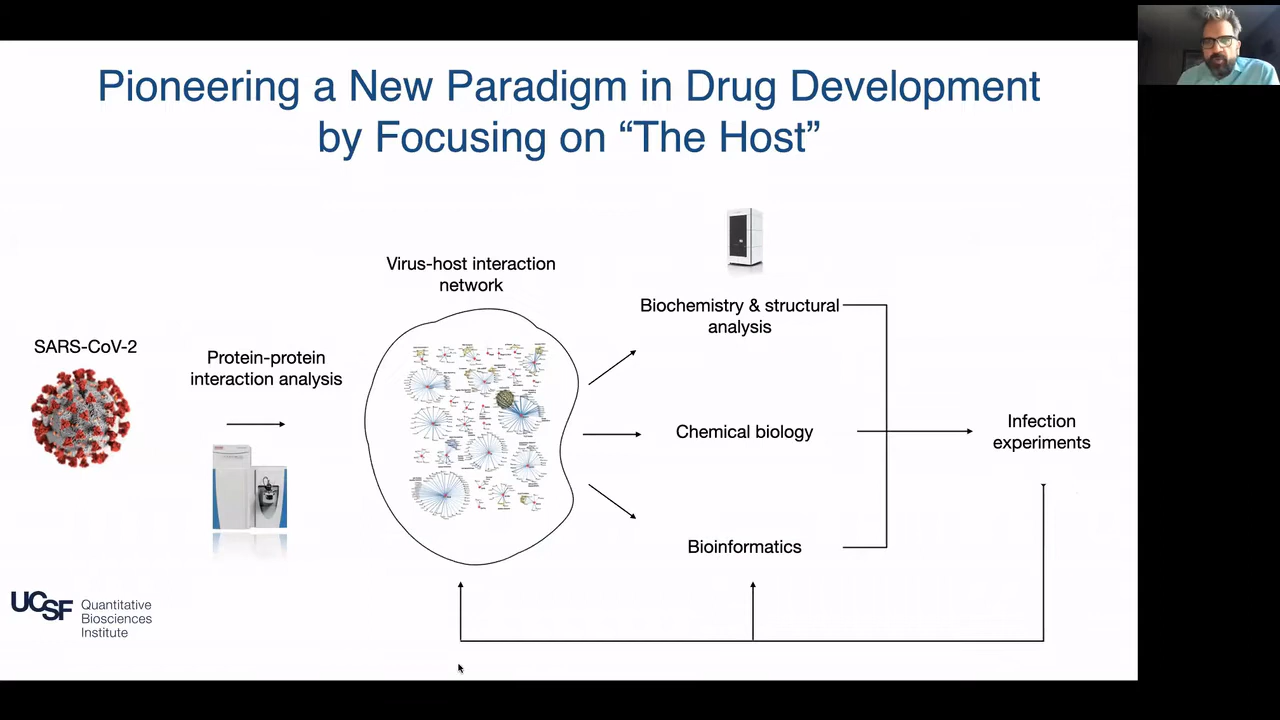 Pioneering a New Paradigm in Drug Development
by Focusing on “The Host”
Virus-host interaction
network
Biochemistry & structural
analysis
SARS-CoV-2
Protein-protein
interaction analysis
Chemical biology
Infection
experiments
Bioinformatics
UCSF
Quantitative
Biosciences
Institute